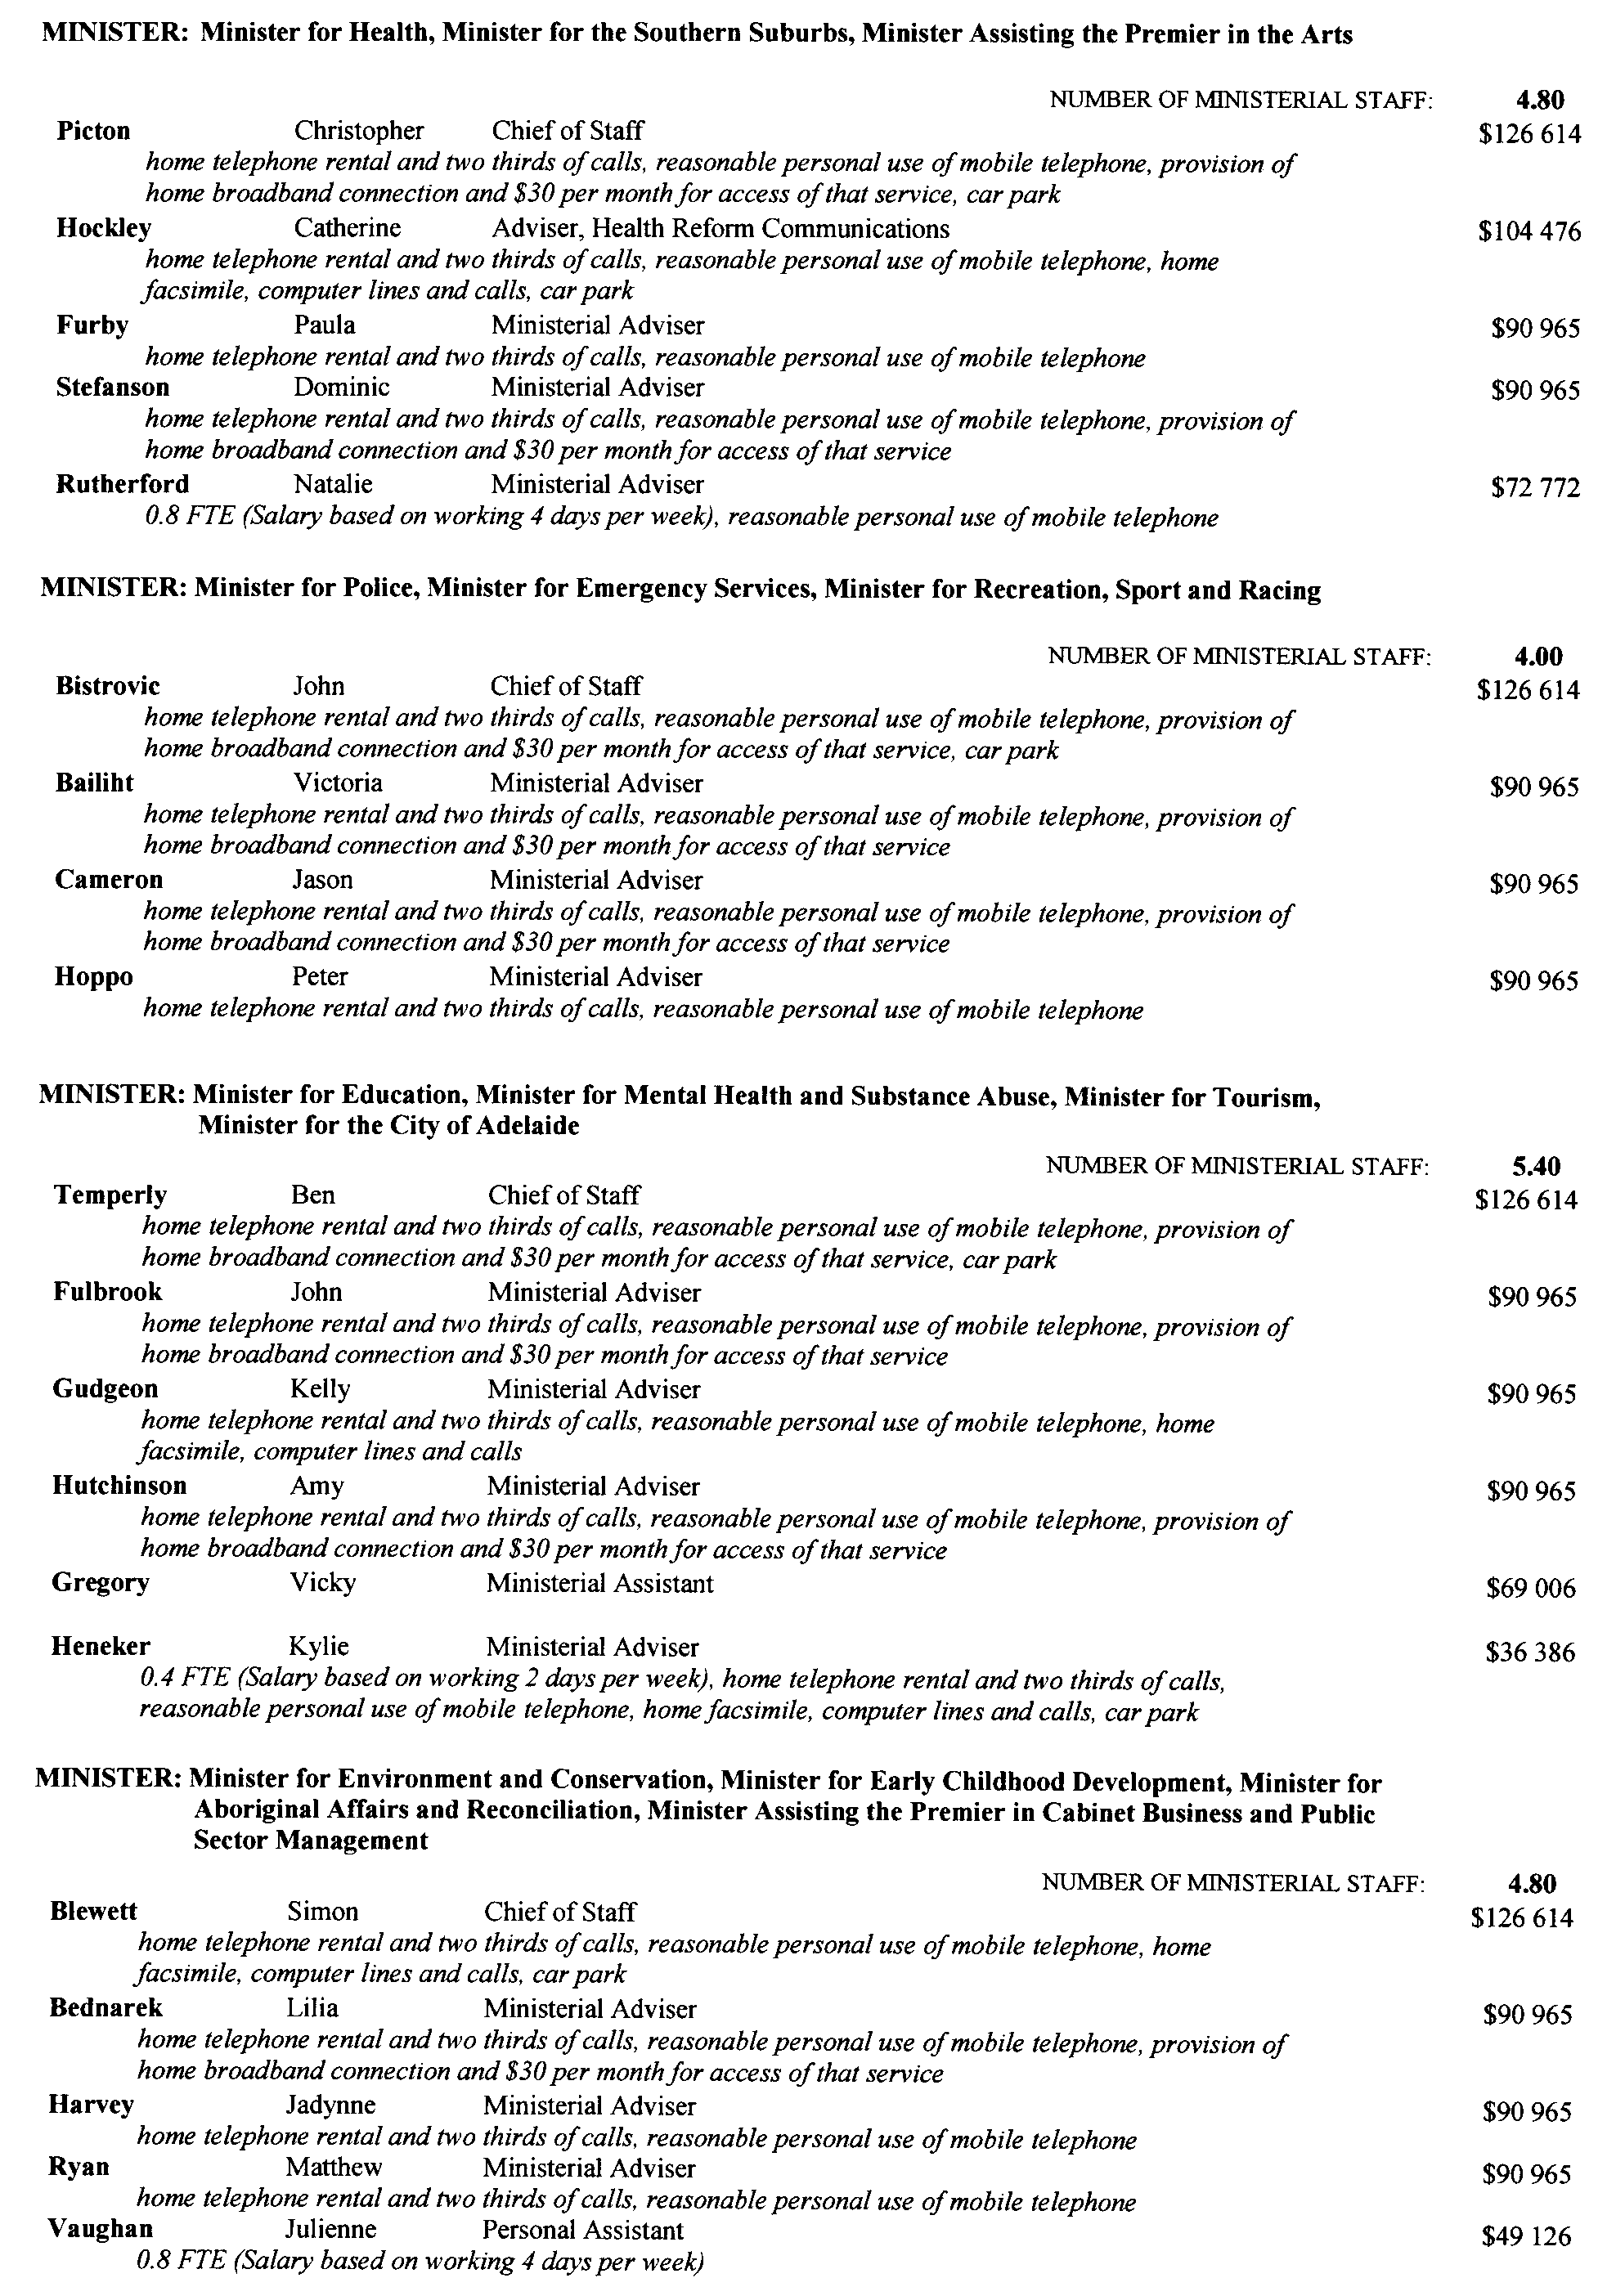 MINISTER: Minister for Health, Minister for the Southern Suburbs, Minister Assisting the Premier in the Arts
NUMBER OF MINISTERIAL STAFF: 4.80
Picton Christopher Chief of Staff $126 614
home telephone rental and two thirds of calls, reasonable personal use of mobile telephone, provision of
home broadband connection and $30 per month for access of that service, car park
Hockley Catherine Adviser, Health Reform Communications $104 476
home telephone rental and two thirds of calls, reasonable personal use of mobile telephone, home
facsimile, computer lines and calls, car park
Furby Paula Ministerial Adviser $90 965
home telephone rental and two thirds of calls, reasonable personal use of mobile telephone
Stefanson Dominic Ministerial Adviser $90 965
home telephone rental and two thirds of calls, reasonable personal use of mobile telephone, provision of
home broadband connection and $30 per month for access of that service
Rutherford Natalie Ministerial Adviser $72 772
0.8 FTE (Salary based on working 4 days per week), reasonable personal use of mobile telephone
MINISTER: Minister for Police, Minister for Emergency Services, Minister for Recreation, Sport and Racing
NUMBER OF MINISTERIAL STAFF: 4.00
Bistrovic John Chief of Staff $126 614
home telephone rental and two thirds of calls, reasonable personal use of mobile telephone, provision of
home broadband connection and $30 per month for access of that service, car park
Bailiht Victoria Ministerial Adviser $90 965
home telephone rental and two thirds of calls, reasonable personal use of mobile telephone, provision of
home broadband connection and $30 per month for access of that service
Cameron Jason Ministerial Adviser $90 965
home telephone rental and two thirds of calls, reasonable personal use of mobile telephone, provision of
home broadband connection and $30 per month for access of that service
Hoppo Peter Ministerial Adviser $90 965
home telephone rental and two thirds of calls, reasonable personal use of mobile telephone
MINISTER: Minister for Education, Minister for Mental Health and Substance Abuse, Minister for Tourism,
Minister for the City of Adelaide
NUMBER OF MINISTERIAL STAFF: 5.40
Temperly Ben Chief of Staff $126 614
home telephone rental and two thirds of calls, reasonable personal use of mobile telephone, provision of
home broadband connection and $30 per month for access of that service, car park
Fulbrook John Ministerial Adviser $90 965
home telephone rental and two thirds of calls, reasonable personal use of mobile telephone, provision of
home broadband connection and $30 per month for access of that service
Gudgeon Kelly Ministerial Adviser $90 965
home telephone rental and two thirds of calls, reasonable personal use of mobile telephone, home
facsimile, computer lines and calls
Hutchinson Amy Ministerial Adviser $90 965
home telephone rental and two thirds of calls, reasonable personal use of mobile telephone, provision of
home broadband connection and $30 per month for access of that service
Gregory Vicky Ministerial Assistant $69 006
Heneker Kylie Ministerial Adviser $36 386
0.4 FTE (Salary based on working 2 days per week), home telephone rental and two thirds of calls,
reasonable personal use of mobile telephone, home facsimile, computer lines and calls, car park
MINISTER: Minister for Environment and Conservation, Minister for Early Childhood Development, Minister for
Aboriginal Affairs and Reconciliation, Minister Assisting the Premier in Cabinet Business and Public
Sector Management
NUMBER OF MINISTERIAL STAFF: 4.80
Blewett Simon Chief of Staff $126 614
home telephone rental and two thirds of calls, reasonable personal use of mobile telephone, home
facsimile, computer lines and calls, car park
Bednarek Lilia Ministerial Adviser $90 965
home telephone rental and two thirds of calls, reasonable personal use of mobile telephone, provision of
home broadband connection and $30 per month for access of that service
Harvey Jadynne Ministerial Adviser $90 965
home telephone rental and two thirds of calls, reasonable personal use of mobile telephone
Ryan Matthew Ministerial Adviser $90 965
home telephone rental and two thirds of calls, reasonable personal use of mobile telephone
Vaughan Julienne Personal Assistant $49 126
0.8 FTE (Salary based on working 4 days per week)